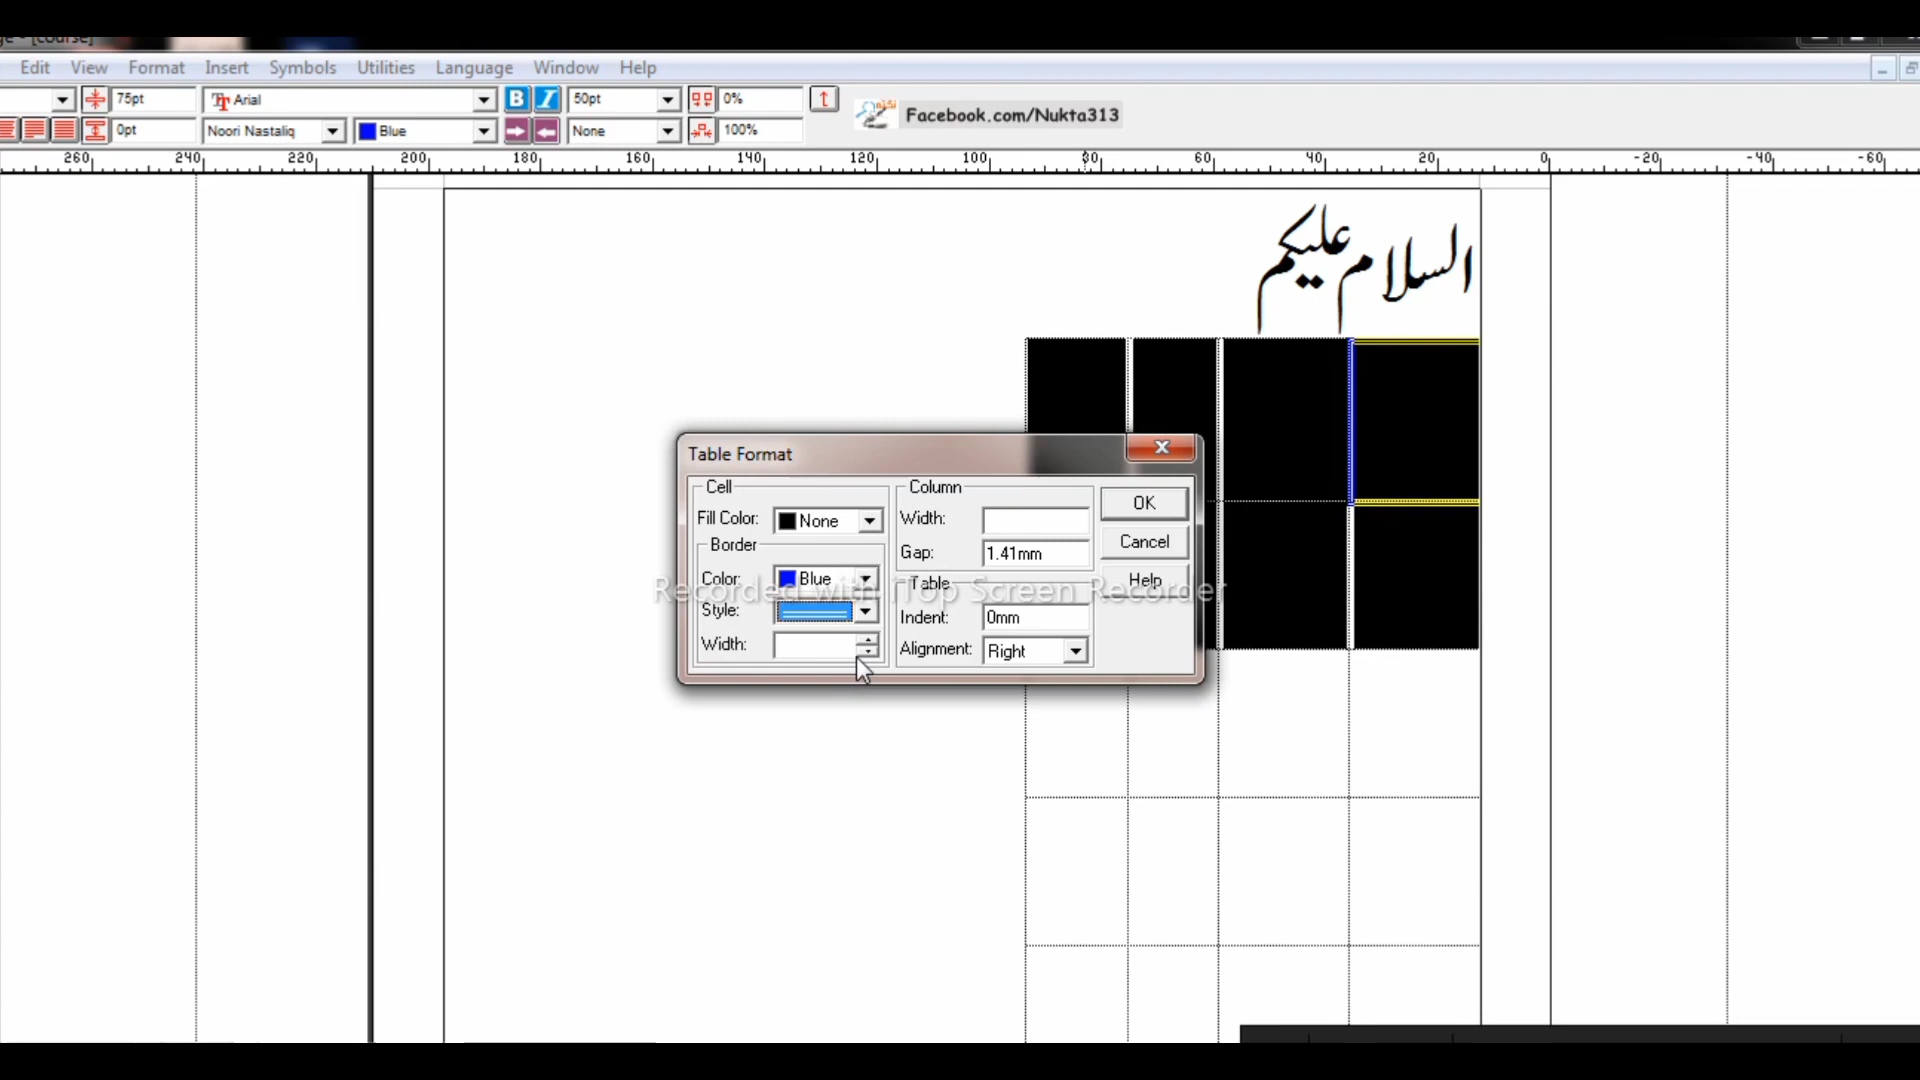 [course]
Edit View Format Insert Symbols Utilities Language Window Help
75pt Arial B I 50pt 0%
Facebook.com/Nukta313
0pt Noori Nastaliq Blue None 100%
260 240 220 200 180 160 140 120 100 80 60 40 20 0 -20 -40 -60
السلام علیکم
Table Format
Cell
Fill Color: None
Border
Color: Blue
Style:
Width:
Column
Width:
Gap: 1.41mm
Table
Indent: 0mm
Alignment: Right
OK
Cancel
Help
Recorded with iTop Screen Recorder